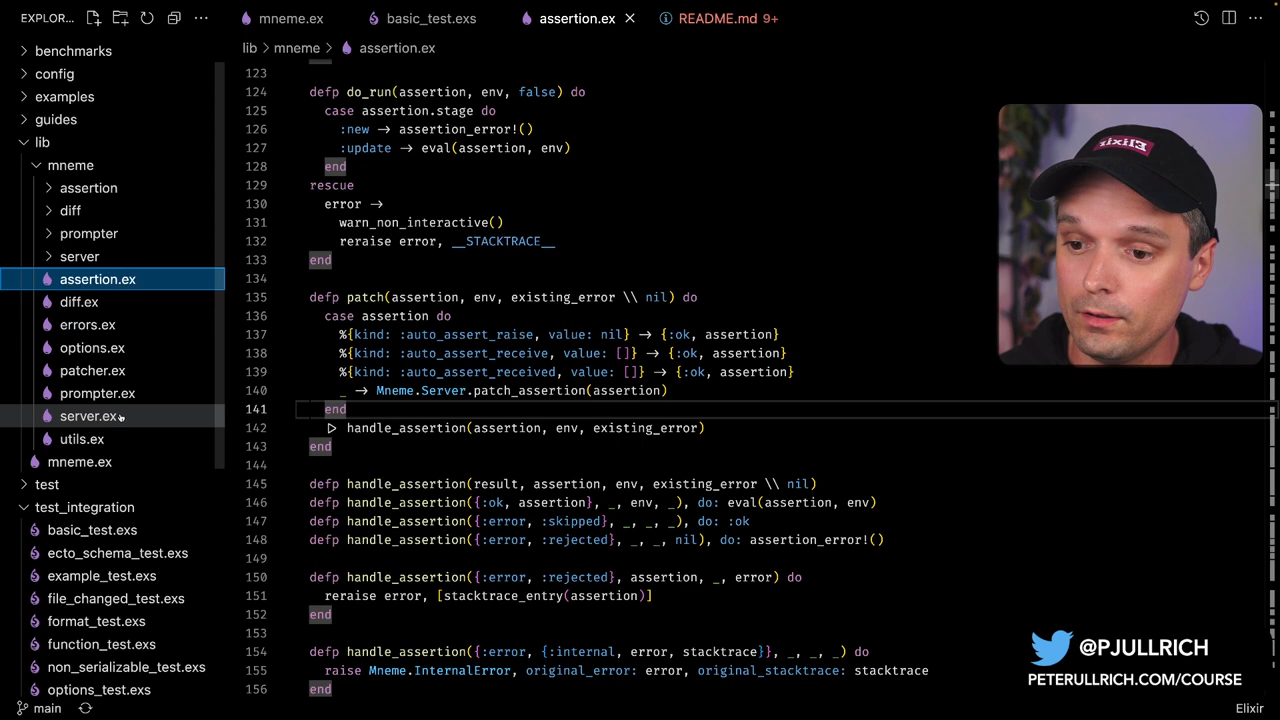 EXPLOR...
mneme.ex
basic_test.exs
assertion.ex
README.md 9+
lib > mneme > assertion.ex
benchmarks
config
examples
guides
lib
mneme
assertion
diff
prompter
server
assertion.ex
diff.ex
errors.ex
options.ex
patcher.ex
prompter.ex
server.ex
utils.ex
mneme.ex
test
test_integration
basic_test.exs
ecto_schema_test.exs
example_test.exs
file_changed_test.exs
format_test.exs
function_test.exs
non_serializable_test.exs
options_test.exs
123
124 defp do_run(assertion, env, false) do
125 case assertion.stage do
126 :new → assertion_error!()
127 :update → eval(assertion, env)
128 end
129 rescue
130 error →
131 warn_non_interactive()
132 reraise error, __STACKTRACE__
133 end
134
135 defp patch(assertion, env, existing_error \\ nil) do
136 case assertion do
137 %{kind: :auto_assert_raise, value: nil} → {:ok, assertion}
138 %{kind: :auto_assert_receive, value: []} → {:ok, assertion}
139 %{kind: :auto_assert_received, value: []} → {:ok, assertion}
140 _ → Mneme.Server.patch_assertion(assertion)
141 end
142 ▷ handle_assertion(assertion, env, existing_error)
143 end
144
145 defp handle_assertion(result, assertion, env, existing_error \\ nil)
146 defp handle_assertion({:ok, assertion}, _, env, _), do: eval(assertion, env)
147 defp handle_assertion({:error, :skipped}, _, _, _), do: :ok
148 defp handle_assertion({:error, :rejected}, _, _, nil), do: assertion_error!()
149
150 defp handle_assertion({:error, :rejected}, assertion, _, error) do
151 reraise error, [stacktrace_entry(assertion)]
152 end
153
154 defp handle_assertion({:error, {:internal, error, stacktrace}}, _, _, _) do
155 raise Mneme.InternalError, original_error: error, original_stacktrace: stacktrace
156 end
Elixir
@PJULLRICH
PETERULLRICH.COM/COURSE
main
Elixir